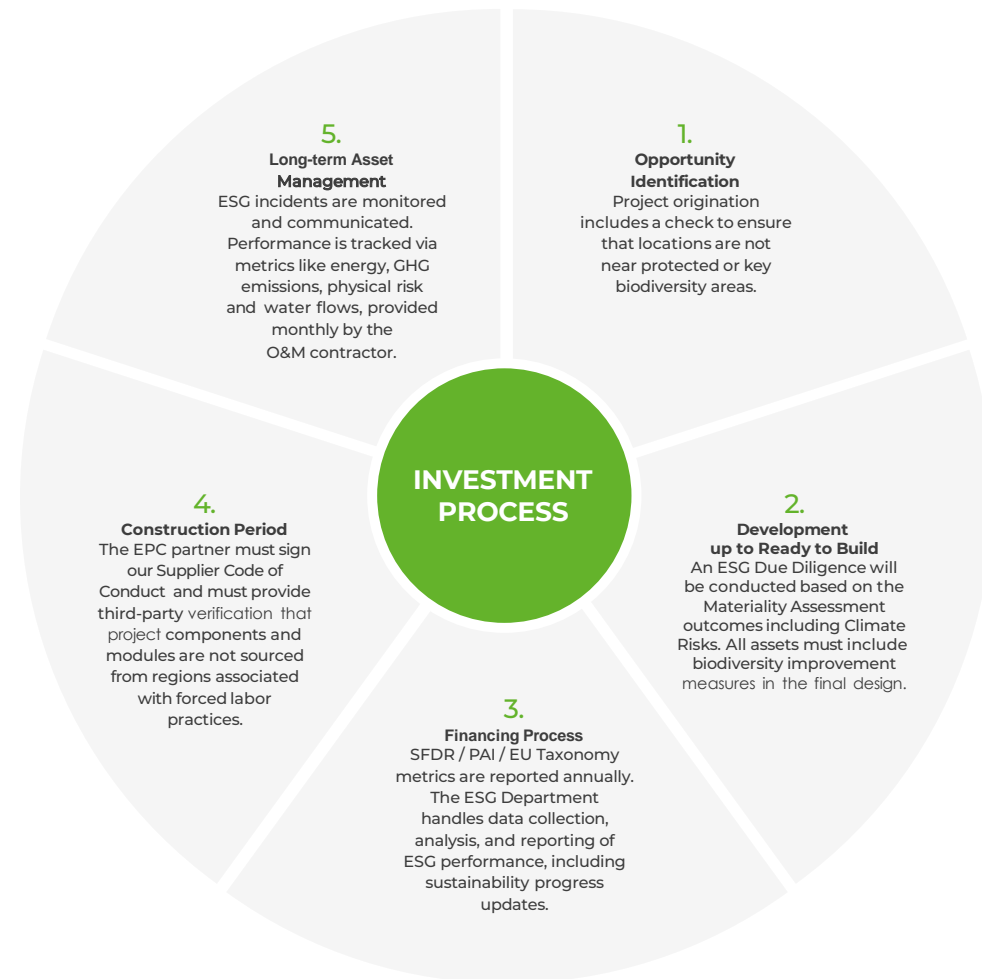 INVESTMENT
PROCESS
1.
Opportunity
Identification
Project origination
includes a check to ensure
that locations are not
near protected or key
biodiversity areas.
2.
Development
up to Ready to Build
An ESG Due Diligence will
be conducted based on the
Materiality Assessment
outcomes including Climate
Risks. All assets must include
biodiversity improvement
measures in the final design.
3.
Financing Process
SFDR / PAI / EU Taxonomy
metrics are reported annually.
The ESG Department
handles data collection,
analysis, and reporting of
ESG performance, including
sustainability progress
updates.
4.
Construction Period
The EPC partner must sign
our Supplier Code of
Conduct and must provide
third-party verification that
project components and
modules are not sourced
from regions associated
with forced labor
practices.
5.
Long-term Asset
Management
ESG incidents are monitored
and communicated.
Performance is tracked via
metrics like energy, GHG
emissions, physical risk
and water flows, provided
monthly by the
O&M contractor.